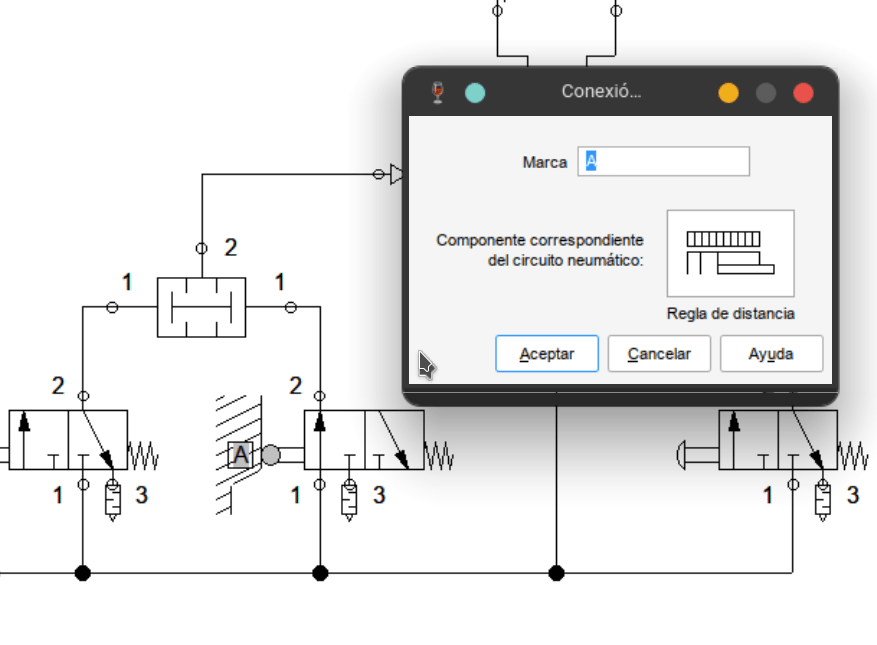 Conexió...
Marca A
Componente correspondiente
del circuito neumático:
Regla de distancia
Aceptar Cancelar Ayuda
2
1 1
2 2
A
1 3 1 3 1 3